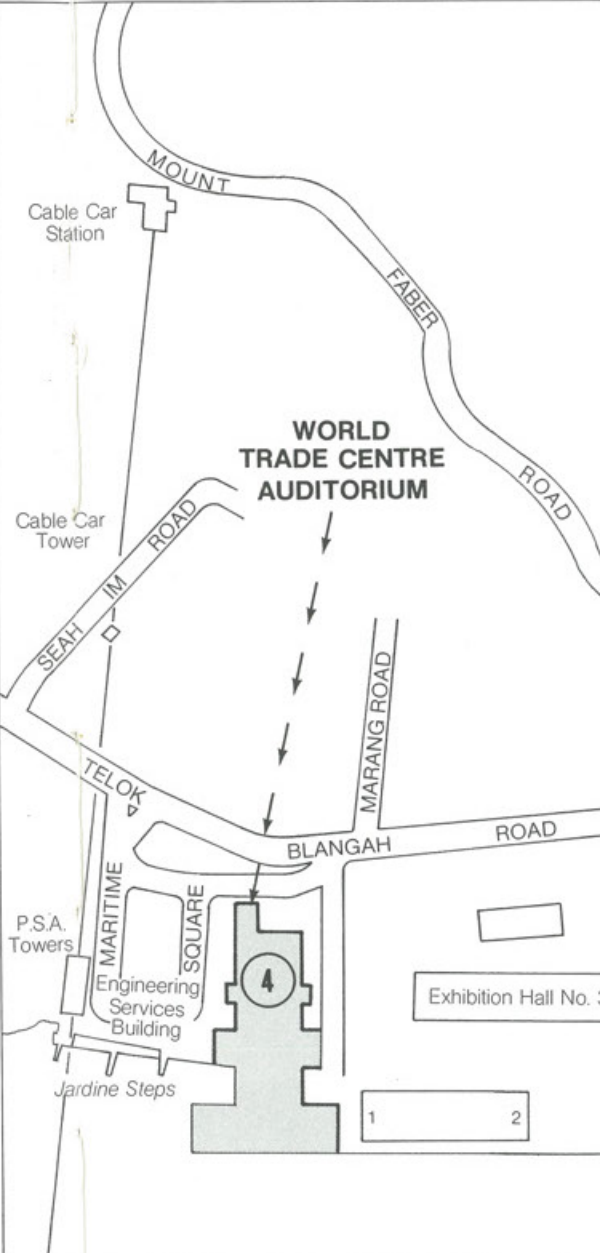 MOUNT
Cable Car
Station
FABER
WORLD
TRADE CENTRE
AUDITORIUM
ROAD
Cable Car
Tower
SEAH IM ROAD
MARANG ROAD
TELOK
BLANGAH
ROAD
MARITIME
SQUARE
P.S.A.
Towers
4
Engineering
Services
Building
Exhibition Hall No.
Jardine Steps
1
2